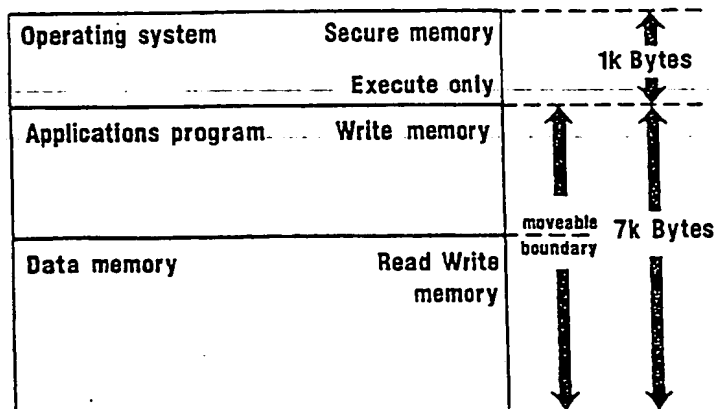 Operating system Secure memory
1k Bytes
Execute only
Applications program Write memory
moveable
boundary
7k Bytes
Data memory Read Write
memory